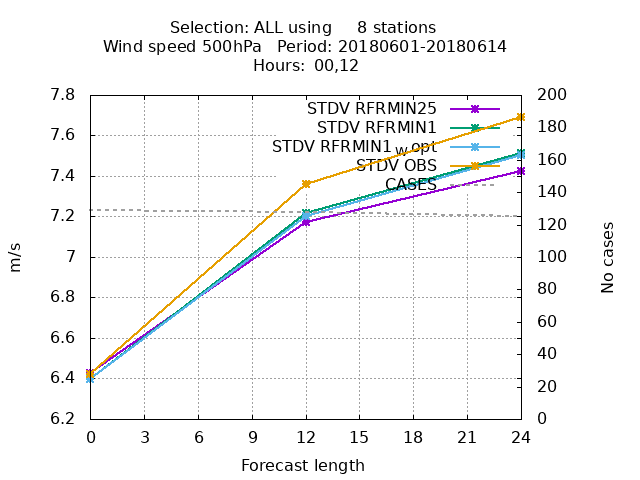 Selection: ALL using     8 stations
Wind speed 500hPa   Period: 20180601-20180614
Hours:  00,12
7.8
7.6
7.4
7.2
7
6.8
6.6
6.4
6.2
m/s
STDV RFRMIN25
STDV RFRMIN1
STDV RFRMIN1_w opt
STDV OBS
CASES
200
180
160
140
120
100
80
60
40
20
0
No cases
0 3 6 9 12 15 18 21 24
Forecast length